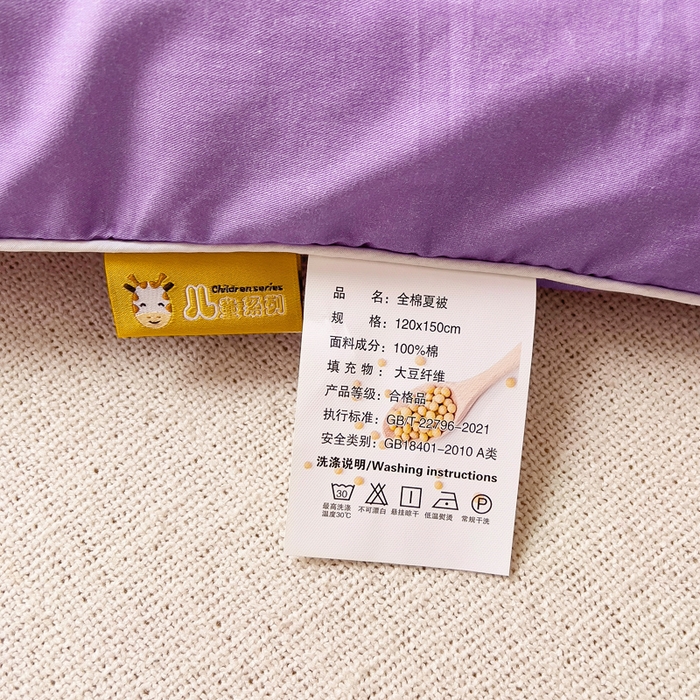 Children series
儿童系列
品 名：全棉夏被
规 格：120x150cm
面料成分：100%棉
填充物：大豆纤维
产品等级：合格品
执行标准：GB/T 22796-2021
安全类别：GB18401-2010 A类
洗涤说明/Washing instructions
30 P
最高洗涤温度30℃ 不可漂白 悬挂晾干 低温熨烫 常规干洗